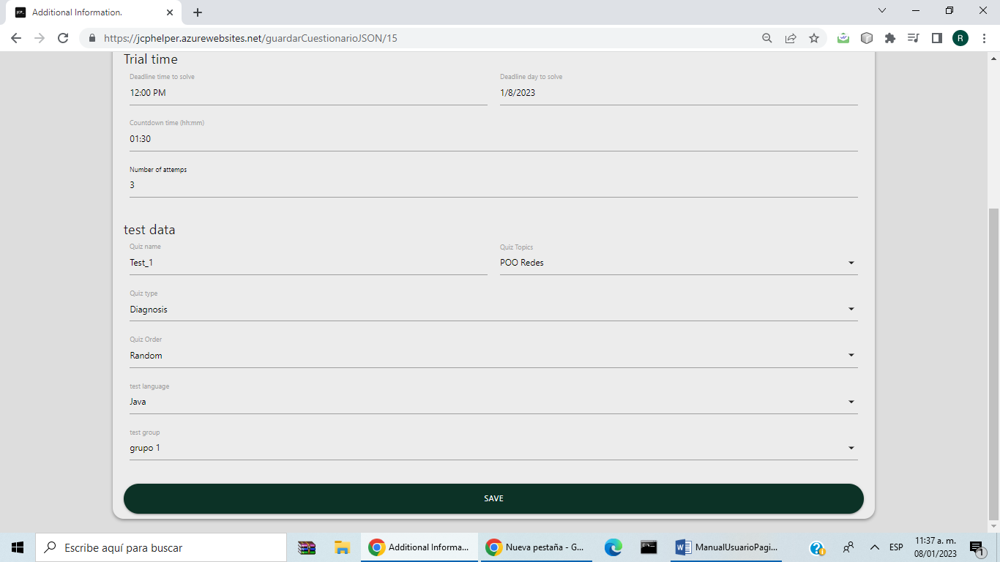 JCP_ Additional Information.
https://jcphelper.azurewebsites.net/guardarCuestionarioJSON/15
R
Trial time
Deadline time to solve
12:00 PM
Deadline day to solve
1/8/2023
Countdown time (hh:mm)
01:30
Number of attemps
3
test data
Quiz name
Test_1
Quiz Topics
POO Redes
Quiz type
Diagnosis
Quiz Order
Random
test language
Java
test group
grupo 1
SAVE
Escribe aquí para buscar
Additional Informa...
Nueva pestaña - G...
ManualUsuarioPagi...
ESP
11:37 a. m.
08/01/2023
1